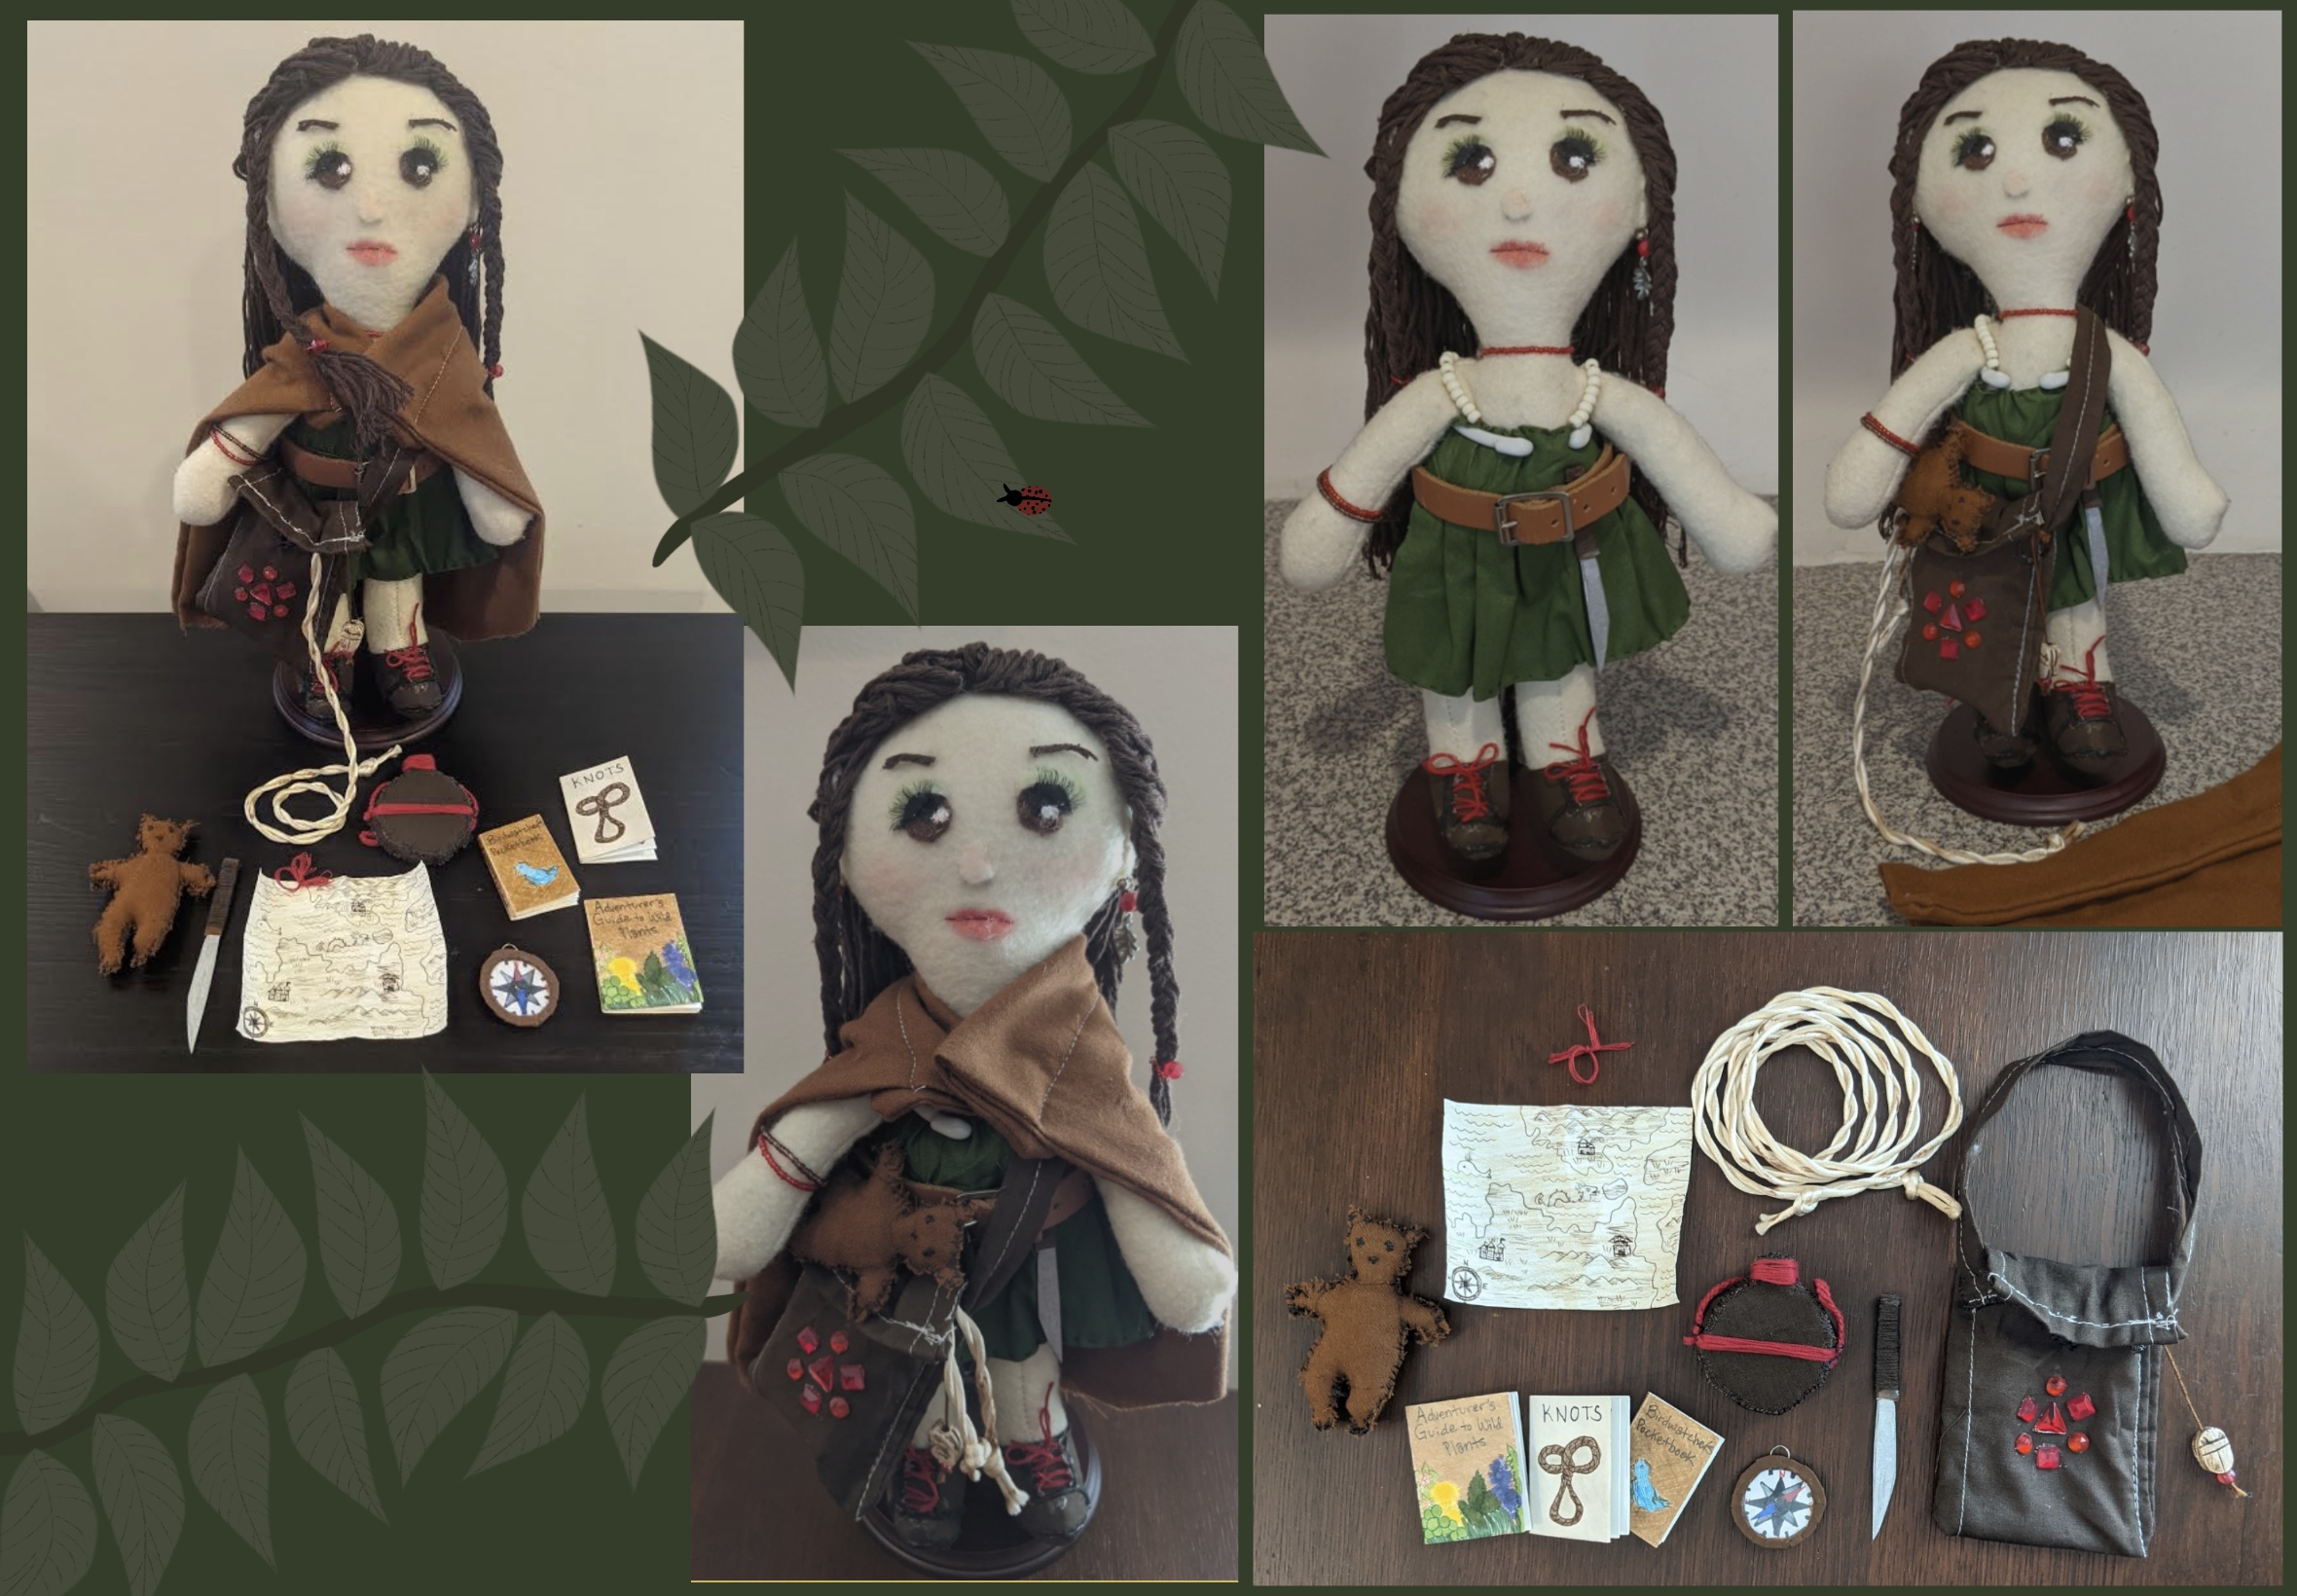 KNOTS
Birdwatcher's
Pocketbook
Adventurer's
Guide to Wild
Plants
N
E
Adventurer's
Guide to Wild
Plants
KNOTS
Birdwatcher's
Pocketbook